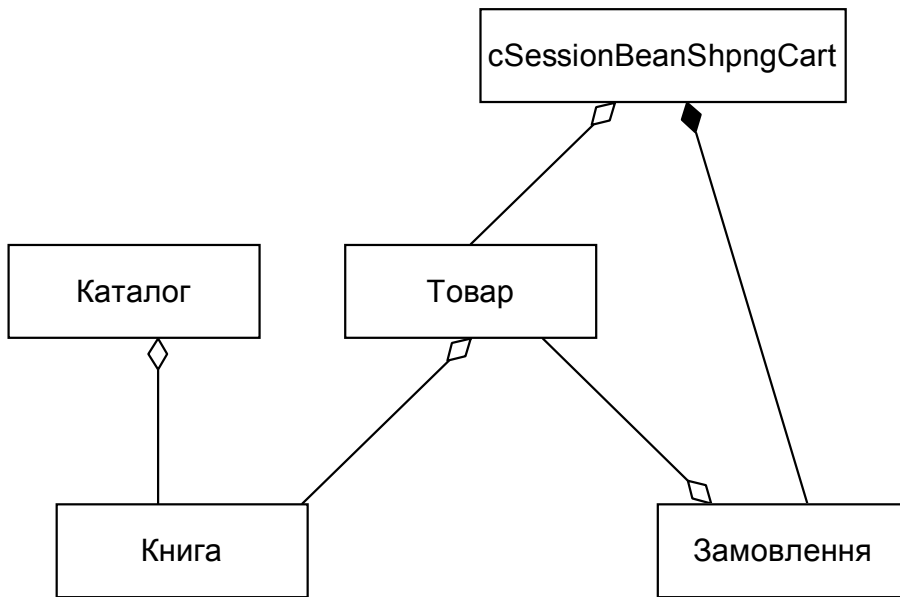 cSessionBeanShpngCart
Каталог
Товар
Книга
Замовлення